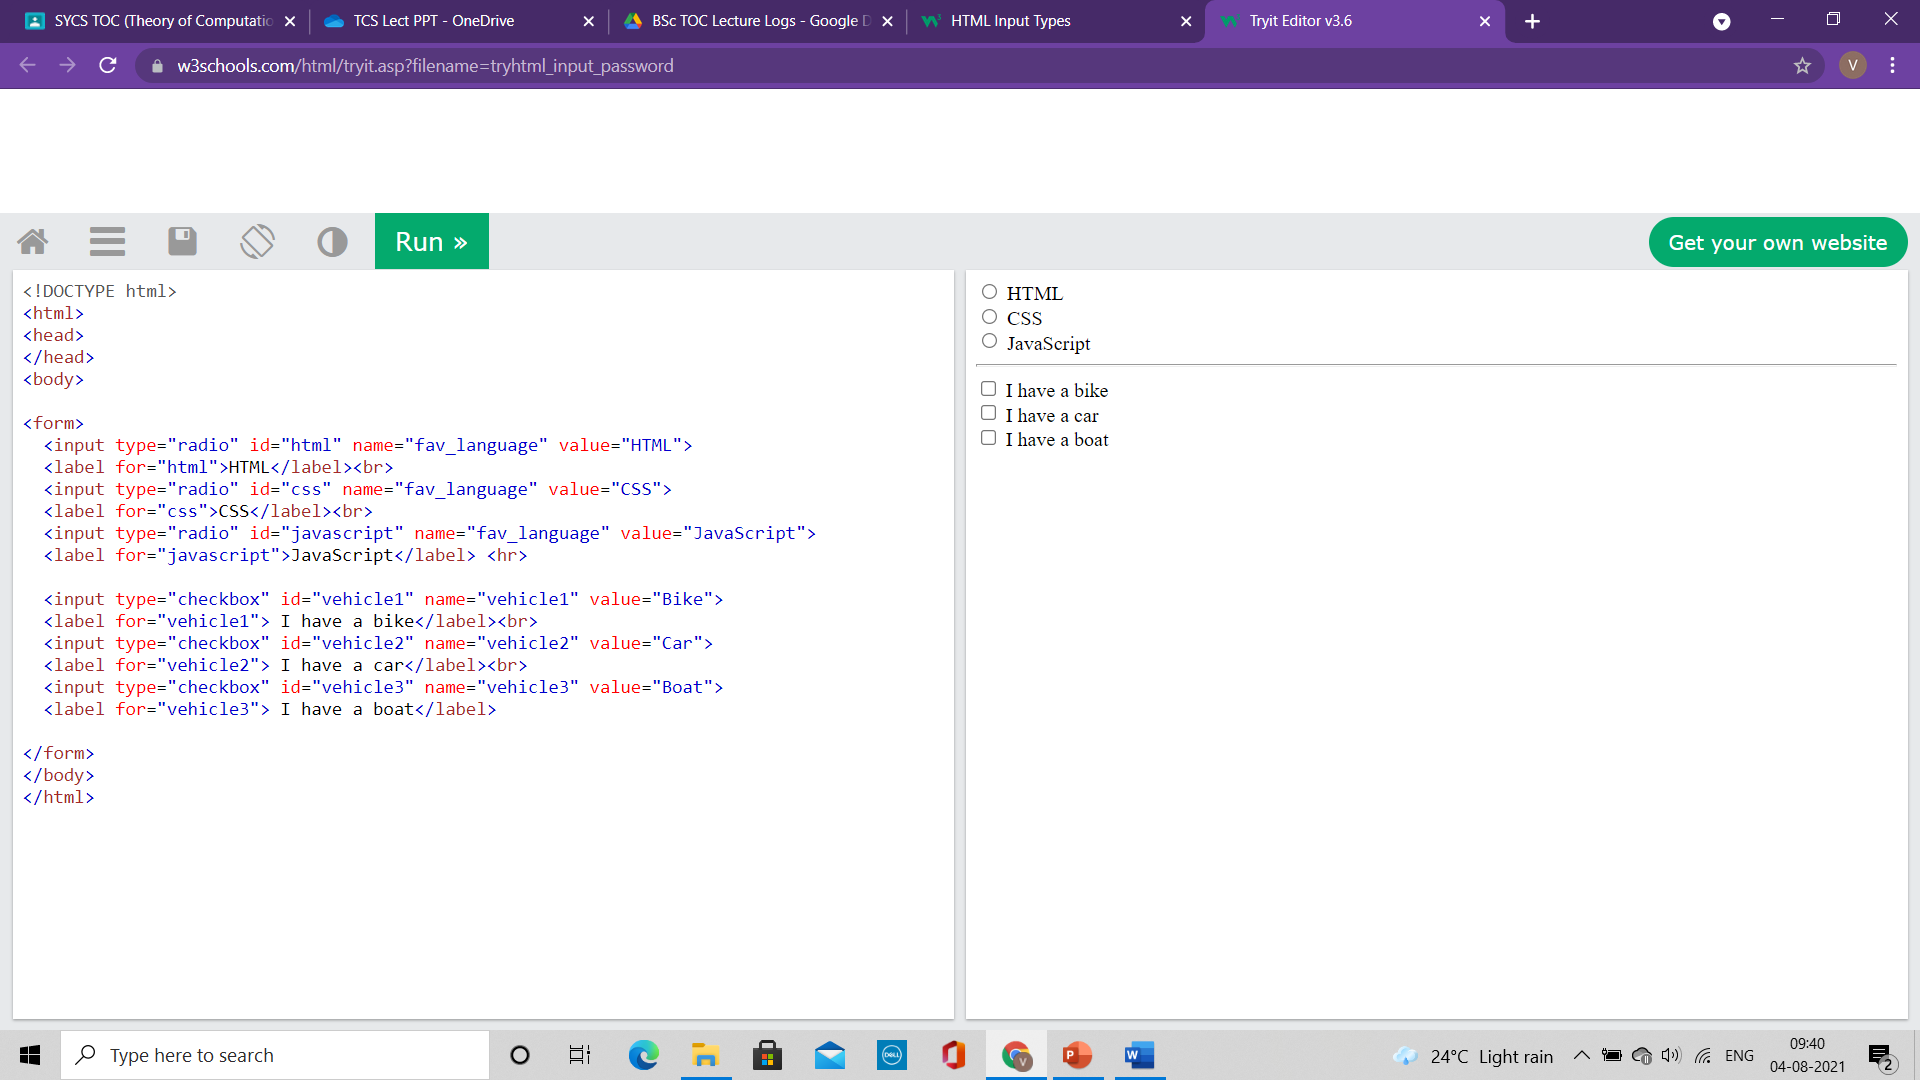 SYCS TOC (Theory of Computatio
TCS Lect PPT - OneDrive
BSc TOC Lecture Logs - Google D
HTML Input Types
Tryit Editor v3.6
w3schools.com/html/tryit.asp?filename=tryhtml_input_password
V
Run »
Get your own website
<!DOCTYPE html>
<html>
<head>
</head>
<body>
<form>
<input type="radio" id="html" name="fav_language" value="HTML">
<label for="html">HTML</label><br>
<input type="radio" id="css" name="fav_language" value="CSS">
<label for="css">CSS</label><br>
<input type="radio" id="javascript" name="fav_language" value="JavaScript">
<label for="javascript">JavaScript</label> <hr>
<input type="checkbox" id="vehicle1" name="vehicle1" value="Bike">
<label for="vehicle1"> I have a bike</label><br>
<input type="checkbox" id="vehicle2" name="vehicle2" value="Car">
<label for="vehicle2"> I have a car</label><br>
<input type="checkbox" id="vehicle3" name="vehicle3" value="Boat">
<label for="vehicle3"> I have a boat</label>
</form>
</body>
</html>
HTML
CSS
JavaScript
I have a bike
I have a car
I have a boat
Type here to search
DELL
V
P
W
24°C Light rain
ENG
09:40
04-08-2021
2